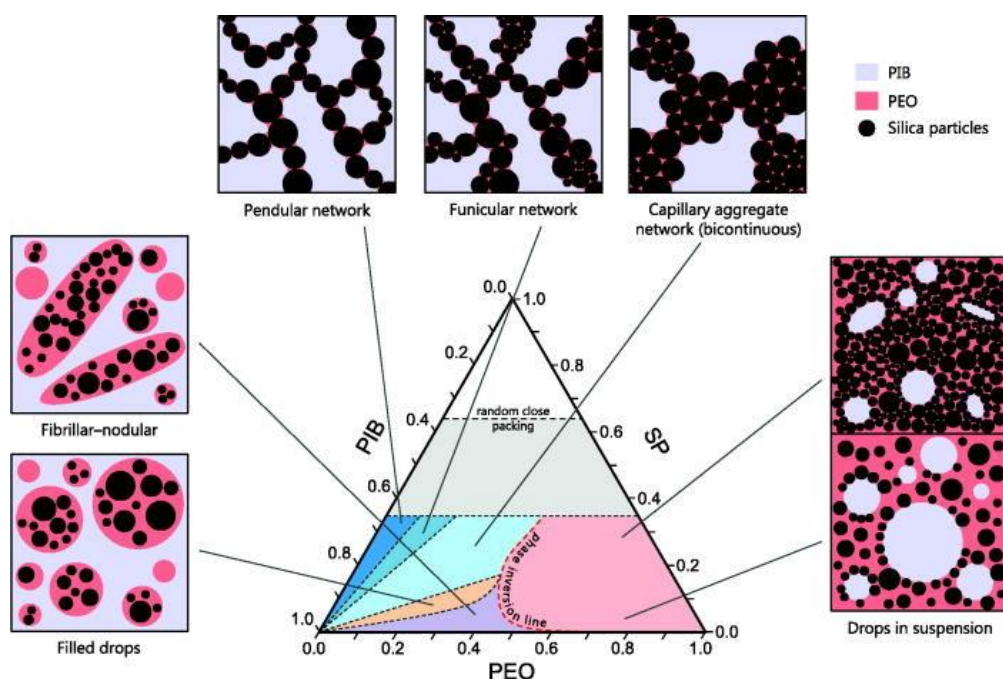 PIB
PEO
Silica particles
Pendular network
Funicular network
Capillary aggregate
network (bicontinuous)
Fibrillar–nodular
Filled drops
Drops in suspension
0.0
0.2
0.4
0.6
0.8
1.0
PIB
1.0
0.8
0.6
0.4
0.2
0.0
SP
random close
packing
phase inversion line
0.0
0.2
0.4
0.6
0.8
1.0
PEO